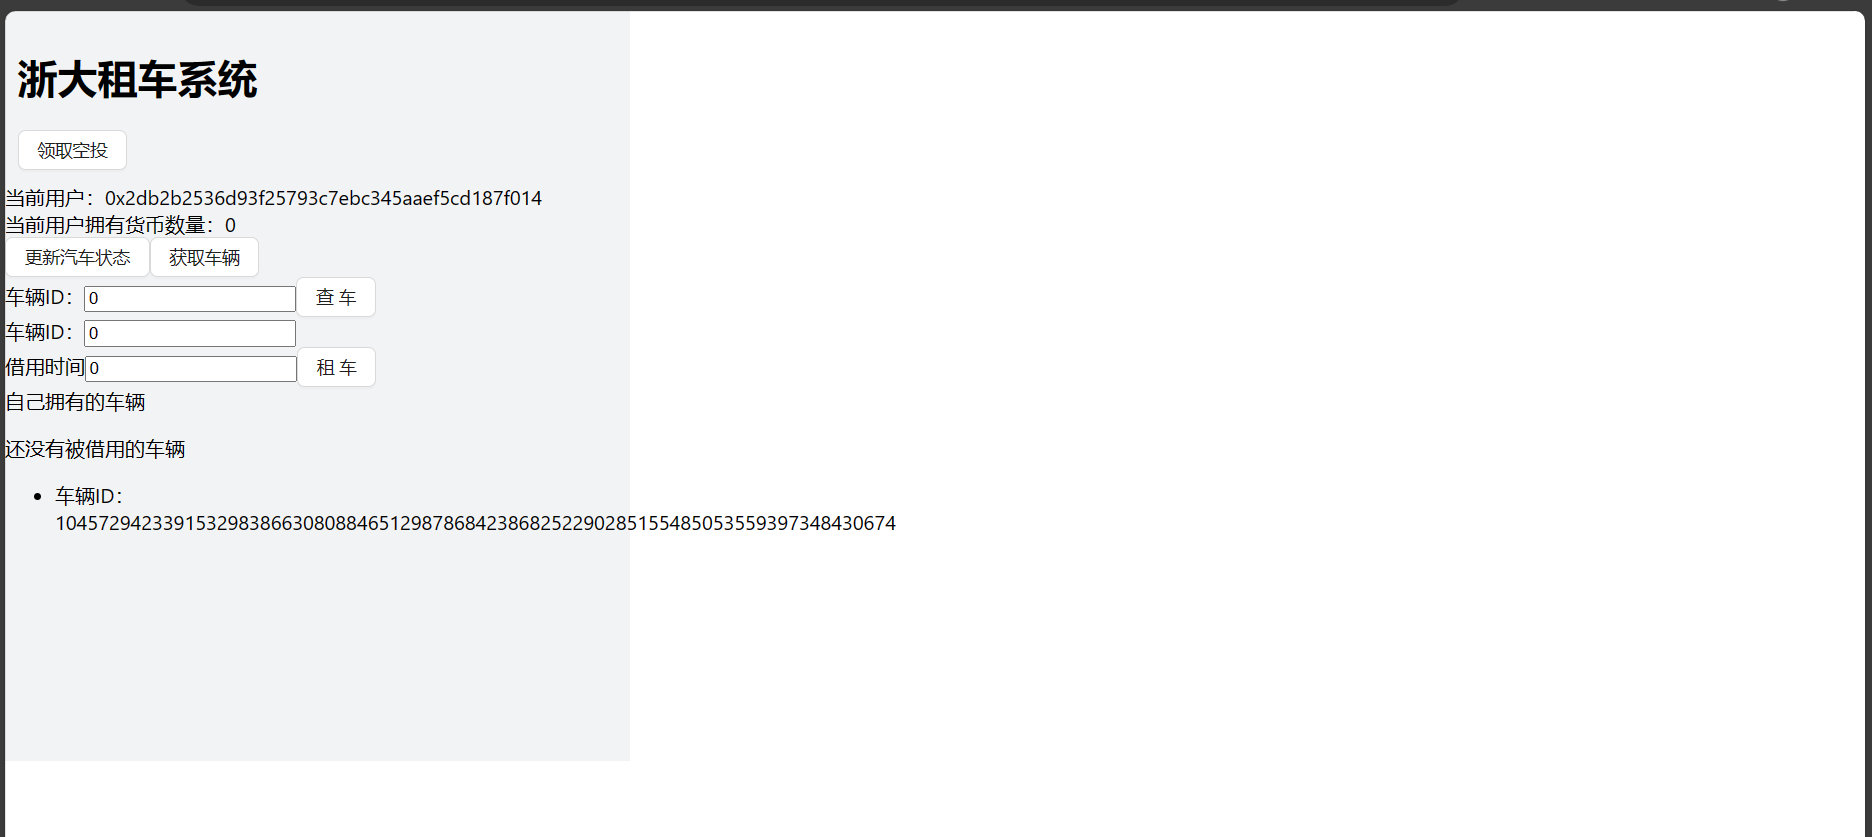 浙大租车系统
领取空投
当前用户：0x2db2b2536d93f25793c7ebc345aaef5cd187f014
当前用户拥有货币数量：0
更新汽车状态 获取车辆
车辆ID：0 查 车
车辆ID：0
借用时间0 租 车
自己拥有的车辆
还没有被借用的车辆
车辆ID：
104572942339153298386630808846512987868423868252290285155485053559397348430674